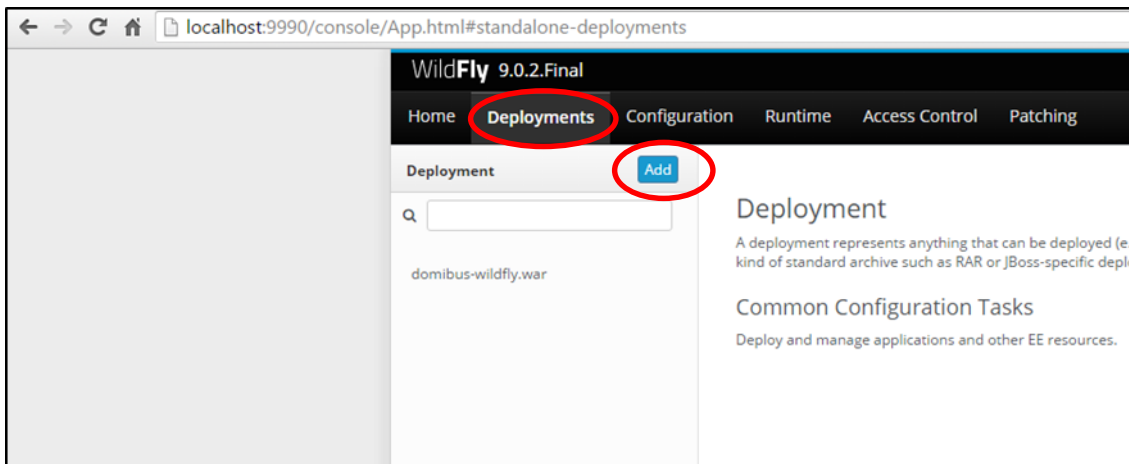 localhost:9990/console/App.html#standalone-deployments
WildFly 9.0.2.Final
Home Deployments Configuration Runtime Access Control Patching
Deployment Add
Deployment
A deployment represents anything that can be deployed (e
kind of standard archive such as RAR or JBoss-specific depl
domibus-wildfly.war
Common Configuration Tasks
Deploy and manage applications and other EE resources.